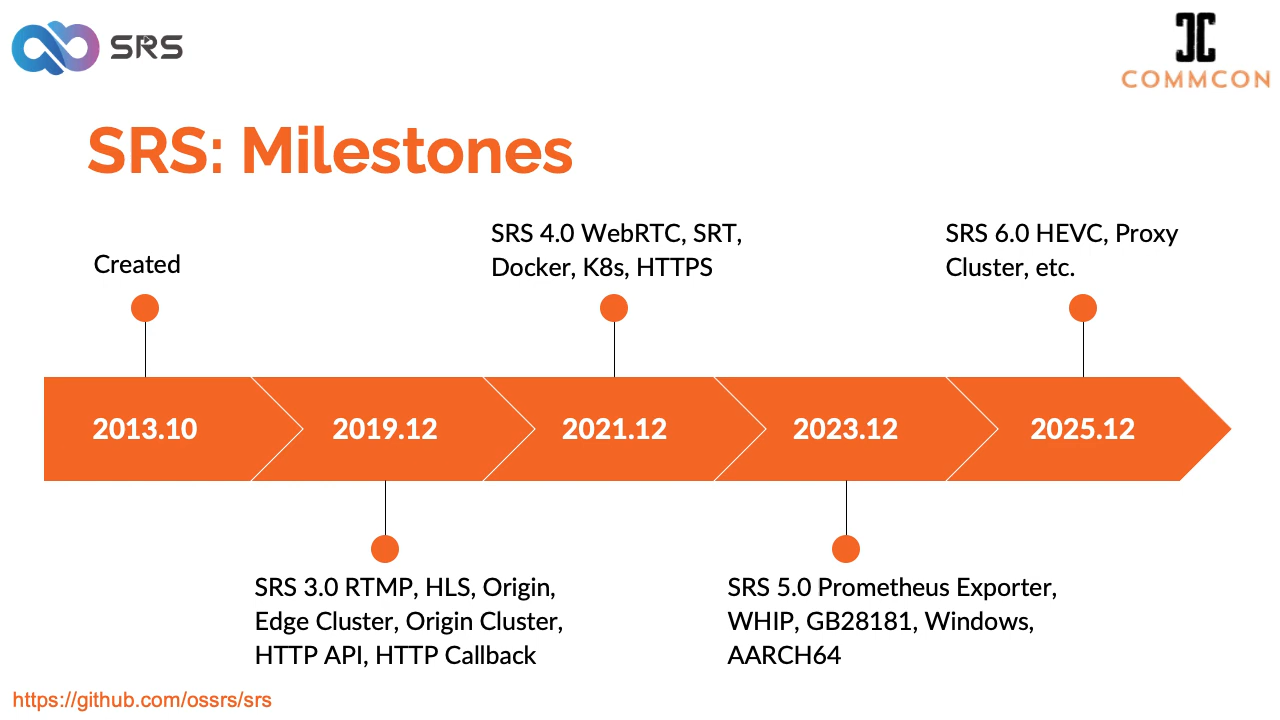 SRS
COMMCON
SRS: Milestones
Created
SRS 4.0 WebRTC, SRT,
Docker, K8s, HTTPS
SRS 6.0 HEVC, Proxy
Cluster, etc.
2013.10
2019.12
2021.12
2023.12
2025.12
SRS 3.0 RTMP, HLS, Origin,
Edge Cluster, Origin Cluster,
HTTP API, HTTP Callback
SRS 5.0 Prometheus Exporter,
WHIP, GB28181, Windows,
AARCH64
https://github.com/ossrs/srs